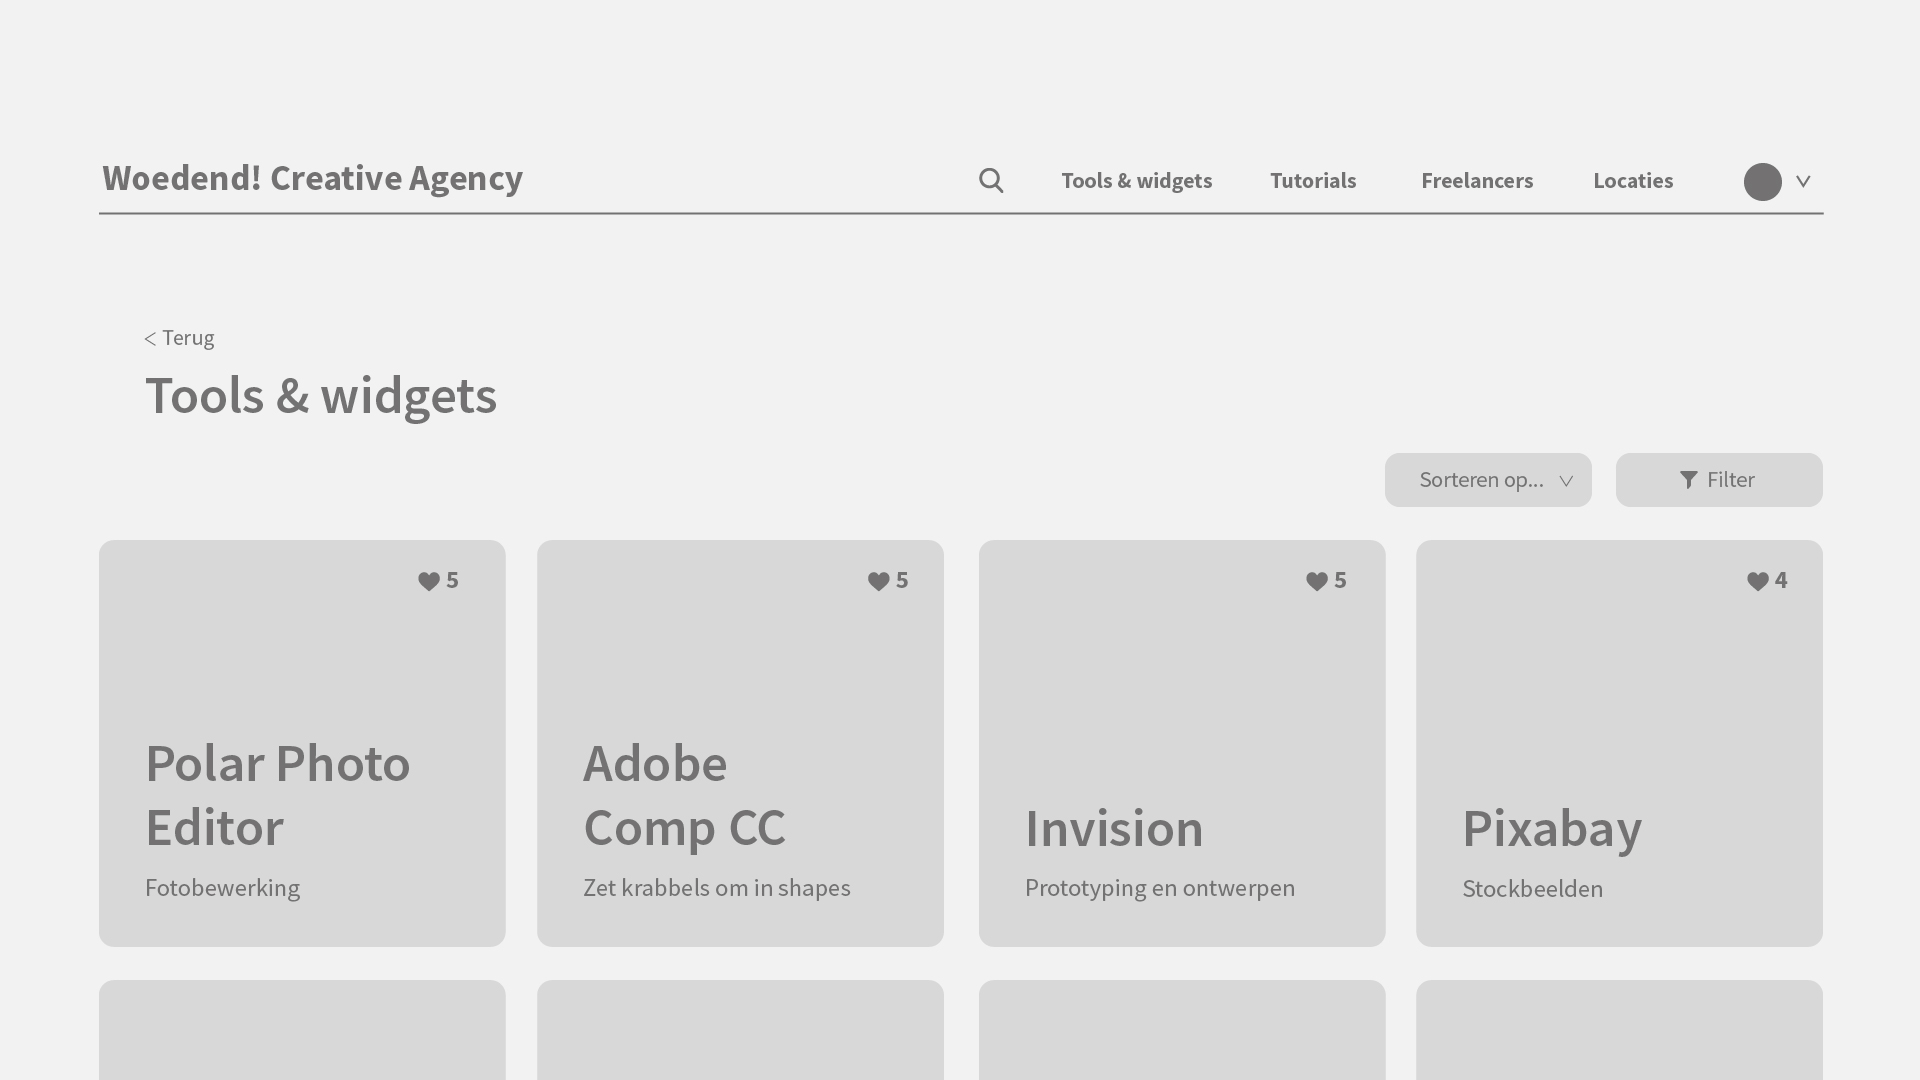 Woedend! Creative Agency
Tools & widgets
Tutorials
Freelancers
Locaties
< Terug
Tools & widgets
Sorteren op...
Filter
5
Polar Photo
Editor
Fotobewerking
5
Adobe
Comp CC
Zet krabbels om in shapes
5
Invision
Prototyping en ontwerpen
4
Pixabay
Stockbeelden